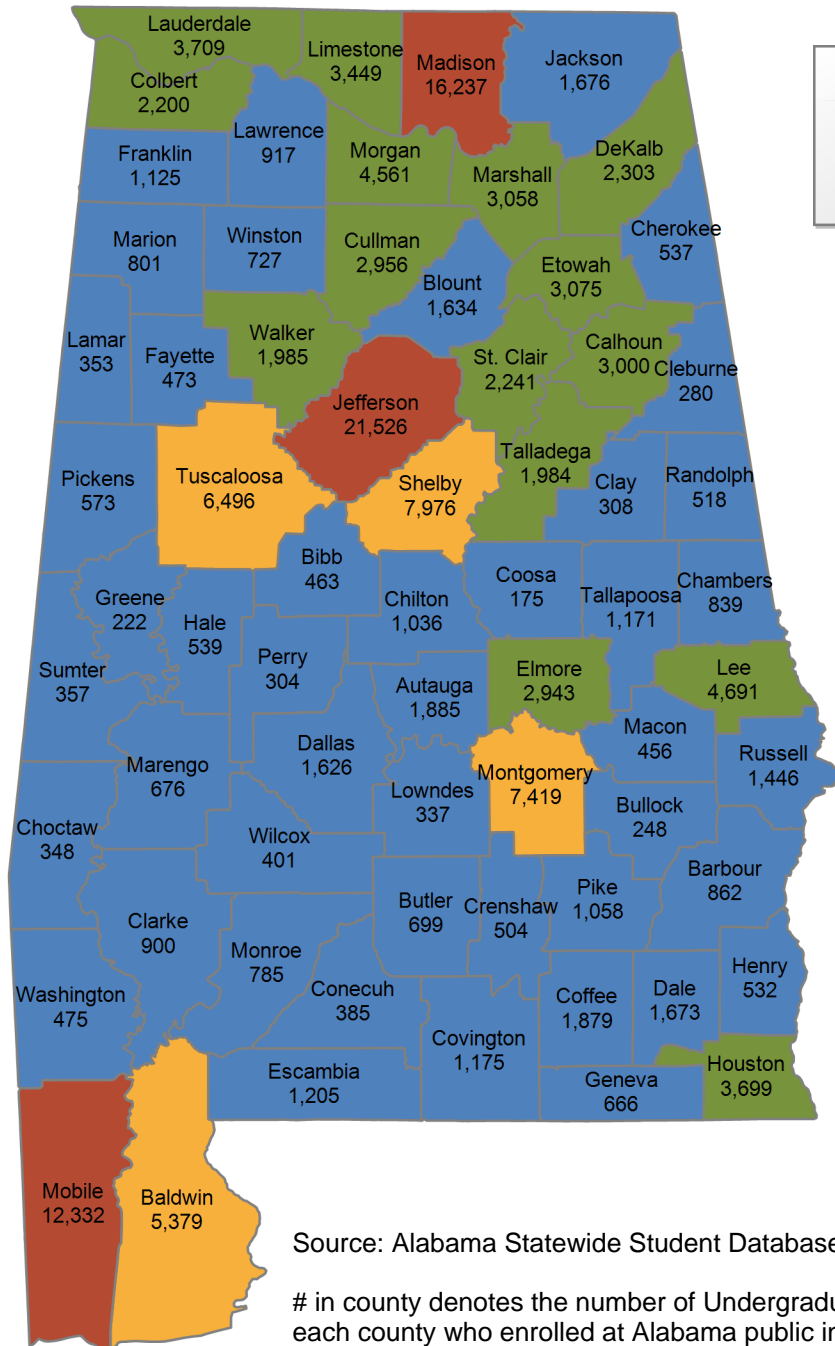 Lauderdale
3,709
Limestone
3,449
Madison
16,237
Jackson
1,676
Colbert
2,200
Lawrence
917
Franklin
1,125
Morgan
4,561
Marshall
3,058
DeKalb
2,303
Cherokee
537
Marion
801
Winston
727
Cullman
2,956
Blount
1,634
Etowah
3,075
Lamar
353
Fayette
473
Walker
1,985
St. Clair
2,241
Calhoun
3,000
Cleburne
280
Jefferson
21,526
Pickens
573
Tuscaloosa
6,496
Shelby
7,976
Talladega
1,984
Clay
308
Randolph
518
Bibb
463
Greene
222
Hale
539
Chilton
1,036
Coosa
175
Tallapoosa
1,171
Chambers
839
Sumter
357
Perry
304
Autauga
1,885
Elmore
2,943
Lee
4,691
Marengo
676
Dallas
1,626
Lowndes
337
Montgomery
7,419
Macon
456
Russell
1,446
Bullock
248
Choctaw
348
Wilcox
401
Clarke
900
Butler
699
Crenshaw
504
Pike
1,058
Barbour
862
Washington
475
Monroe
785
Conecuh
385
Covington
1,175
Coffee
1,879
Dale
1,673
Henry
532
Escambia
1,205
Geneva
666
Houston
3,699
Mobile
12,332
Baldwin
5,379
Source: Alabama Statewide Student Database
# in county denotes the number of
each county who enrolled at Alabama public